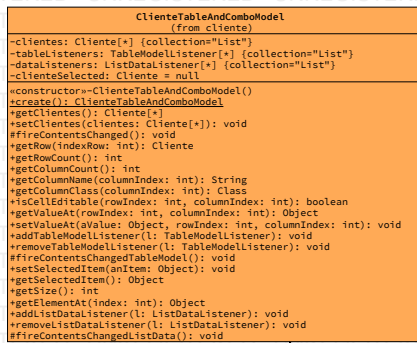 ClienteTableAndComboModel
(from cliente)
-clientes: Cliente[*] {collection="List"}
-tableListeners: TableModelListener[*] {collection="List"}
-dataListeners: ListDataListener[*] {collection="List"}
-clienteSelected: Cliente = null
«constructor»-ClienteTableAndComboModel()
+create(): ClienteTableAndComboModel
+getClientes(): Cliente[*]
+setClientes(clientes: Cliente[*]): void
#fireContentsChanged(): void
+getRow(indexRow: int): Cliente
+getRowCount(): int
+getColumnCount(): int
+getColumnName(columnIndex: int): String
+getColumnClass(columnIndex: int): Class
+isCellEditable(rowIndex: int, columnIndex: int): boolean
+getValueAt(rowIndex: int, columnIndex: int): Object
+setValueAt(aValue: Object, rowIndex: int, columnIndex: int): void
+addTableModelListener(l: TableModelListener): void
+removeTableModelListener(l: TableModelListener): void
#fireContentsChangedTableModel(): void
+setSelectedItem(anItem: Object): void
+getSelectedItem(): Object
+getSize(): int
+getElementAt(index: int): Object
+addListDataListener(l: ListDataListener): void
+removeListDataListener(l: ListDataListener): void
#fireContentsChangedListData(): void